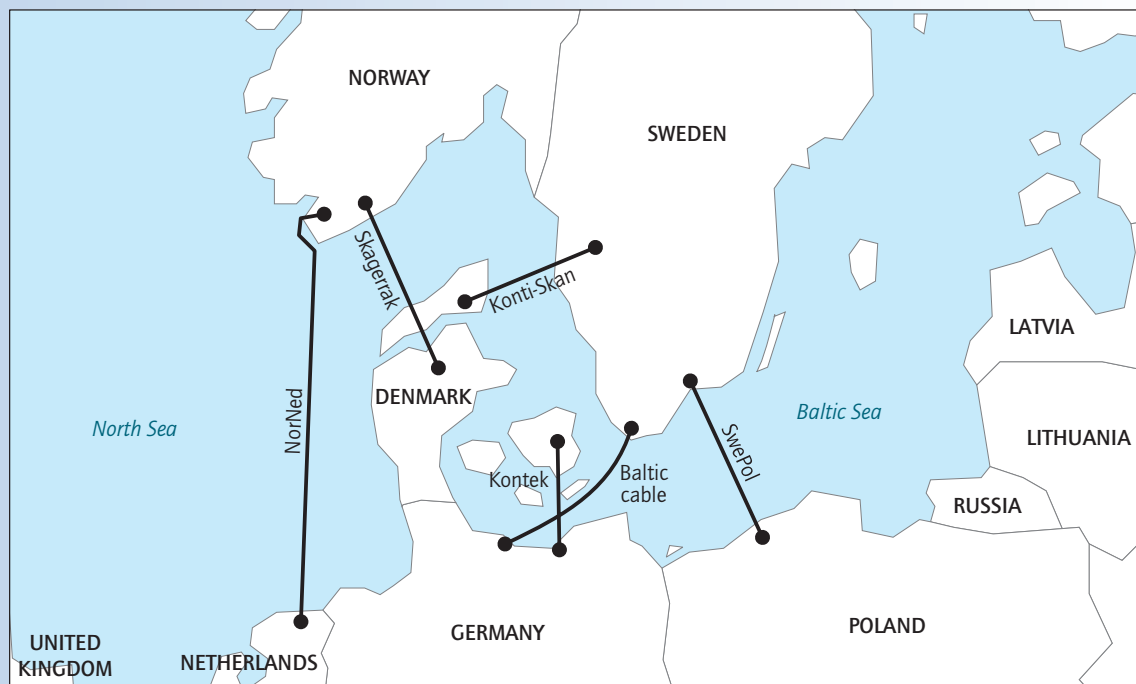 NORWAY
SWEDEN
Skagerrak
Konti-Skan
LATVIA
DENMARK
NorNed
North Sea
Baltic Sea
LITHUANIA
Kontek
Baltic
cable
SwePol
RUSSIA
UNITED
KINGDOM
NETHERLANDS
GERMANY
POLAND